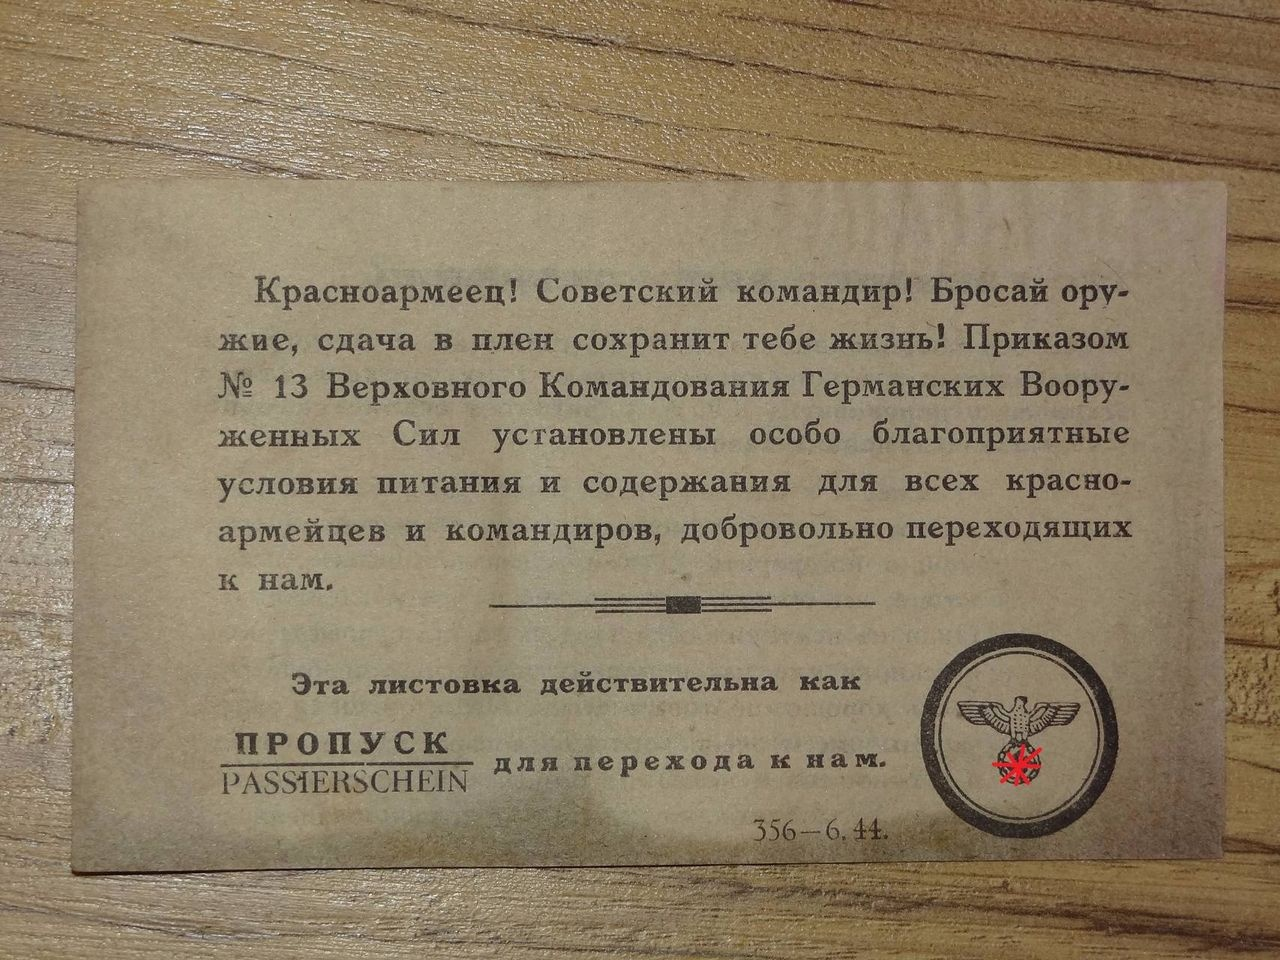 Красноармеец! Советский командир! Бросай ору-
жие, сдача в плен сохранит тебе жизнь! Приказом
№ 13 Верховного Командования Германских Воору-
женных Сил установлены особо благоприятные
условия питания и содержания для всех красно-
армейцев и командиров, добровольно переходящих
к нам.
Эта листовка действительна как
ПРОПУСК
PASSIERSCHEIN
для перехода к нам.
356—6.44.